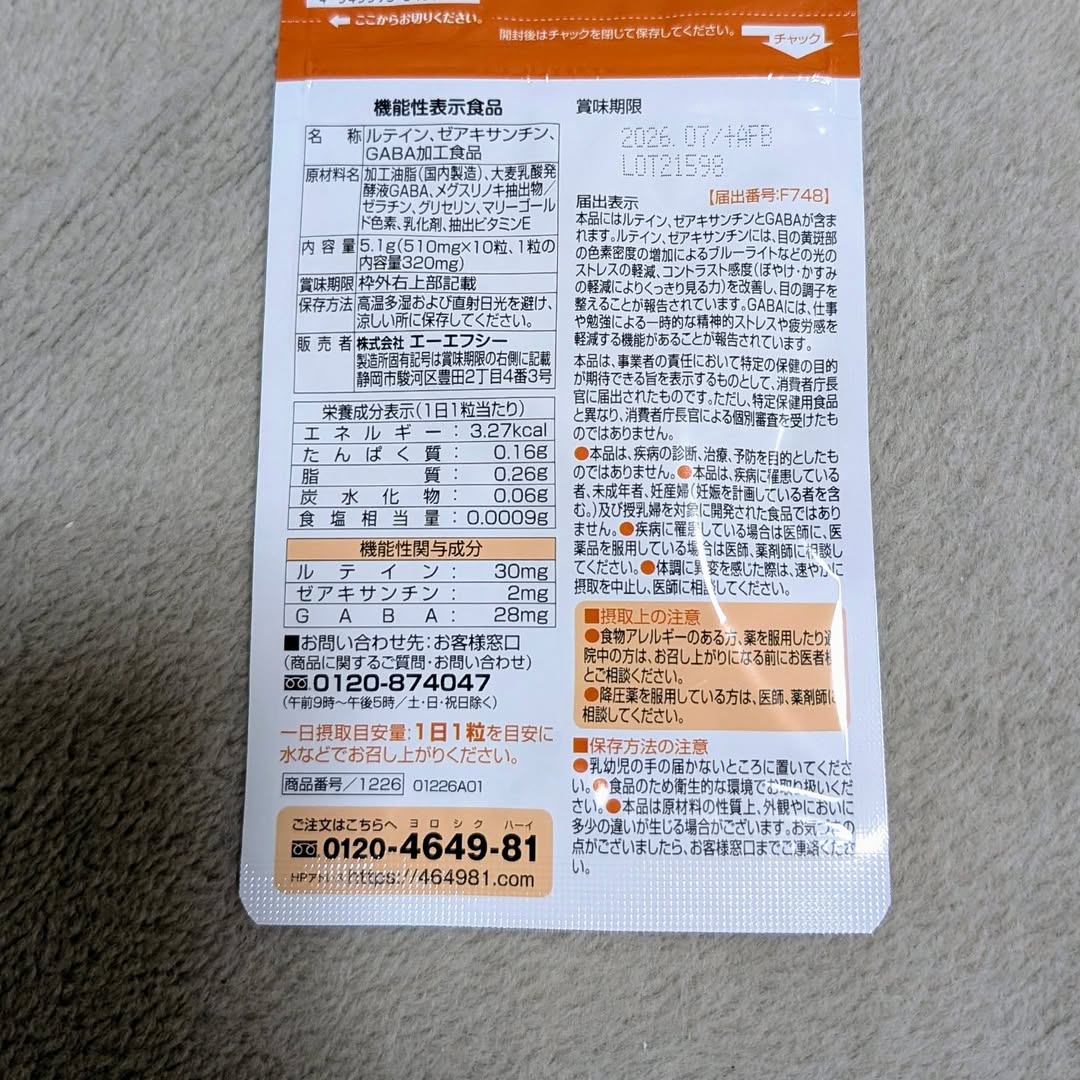 ここからお切りください。
開封後はチャックを閉じて保存してください。
チャック
機能性表示食品
名称 ルテイン、ゼアキサンチン、
GABA加工食品
原材料名 加工油脂(国内製造)、大麦乳酸発
酵液GABA、メグスリノキ抽出物/
ゼラチン、グリセリン、マリーゴール
ド色素、乳化剤、抽出ビタミンE
内容量 5.1g(510mg×10粒、1粒の
内容量320mg)
賞味期限 枠外右上部記載
保存方法 高温多湿および直射日光を避け、
涼しい所に保存してください。
販売者 株式会社 エーエフシー
製造所固有記号は賞味期限の右側に記載
静岡市駿河区豊田2丁目4番3号
栄養成分表示(1日1粒当たり)
エネルギー: 3.27kcal
たんぱく質: 0.16g
脂質: 0.26g
炭水化物: 0.06g
食塩相当量: 0.0009g
機能性関与成分
ルテイン: 30mg
ゼアキサンチン: 2mg
GABA: 28mg
■お問い合わせ先:お客様窓口
(商品に関するご質問・お問い合わせ)
0120-874047
(午前9時〜午後5時/土・日・祝日除く)
一日摂取目安量:1日1粒を目安に
水などでお召し上がりください。
商品番号/1226 01226A01
ご注文はこちらへ ヨロシク ハーイ
0120-4649-81
https://464981.com
賞味期限
2026.07/+AFB
LOT21598
届出表示 【届出番号:F748】
本品にはルテイン、ゼアキサンチンとGABAが含ま
れます。ルテイン、ゼアキサンチンには、目の黄斑部
の色素密度の増加によるブルーライトなどの光の
ストレスの軽減、コントラスト感度(ぼやけ・かすみ
の軽減によりくっきり見る力)を改善し、目の調子を
整えることが報告されています。GABAには、仕事
や勉強による一時的な精神的ストレスや疲労感を
軽減する機能があることが報告されています。
本品は、事業者の責任において特定の保健の目的
が期待できる旨を表示するものとして、消費者庁長
官に届出されたものです。ただし、特定保健用食品
と異なり、消費者庁長官による個別審査を受けたも
のではありません。
●本品は、疾病の診断、治療、予防を目的としたも
のではありません。●本品は、疾病に罹患している
者、未成年者、妊産婦(妊娠を計画している者を含
む。)及び授乳婦を対象に開発された食品ではあり
ません。●疾病に罹患している場合は医師に、医
薬品を服用している場合は医師、薬剤師に相談し
てください。●体調に異変を感じた際は、速やかに
摂取を中止し、医師に相談してください。
■摂取上の注意
●食物アレルギーのある方、薬を服用したり通
院中の方は、お召し上がりになる前にお医者様
とご相談ください。
●降圧薬を服用している方は、医師、薬剤師に
相談してください。
■保存方法の注意
●乳幼児の手の届かないところに置いてくださ
い。●食品のため衛生的な環境でお取り扱いくだ
さい。●本品は原材料の性質上、外観やにおいに
多少の違いが生じる場合がございます。お気づきの
点がございましたら、お客様窓口までご連絡くださ
い。